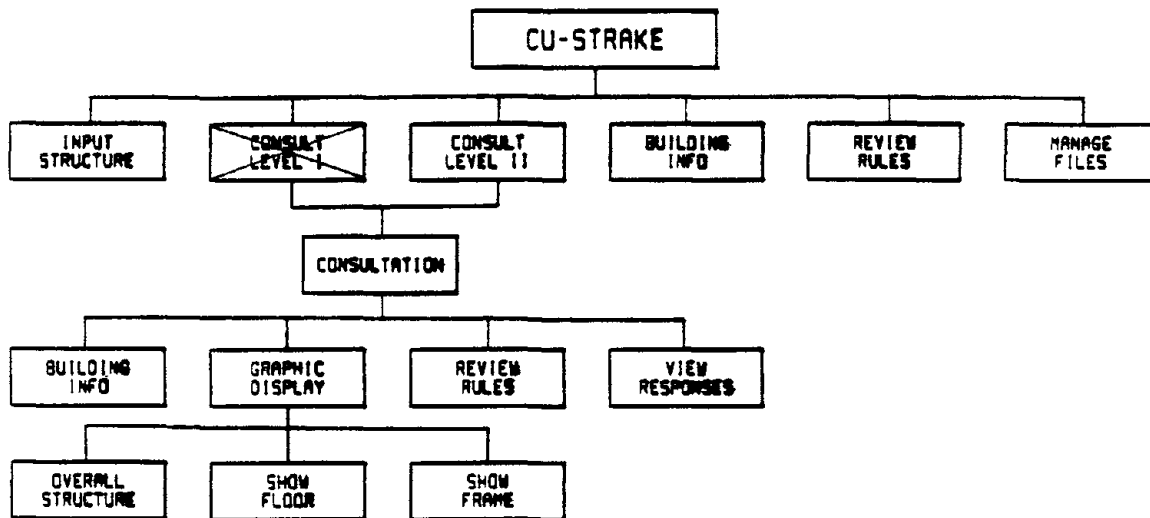 CU-STRAKE
INPUT
STRUCTURE
CONSULT
LEVEL I
CONSULT
LEVEL II
BUILDING
INFO
REVIEW
RULES
MANAGE
FILES
CONSULTATION
BUILDING
INFO
GRAPHIC
DISPLAY
REVIEW
RULES
VIEW
RESPONSES
OVERALL
STRUCTURE
SHOW
FLOOR
SHOW
FRAME